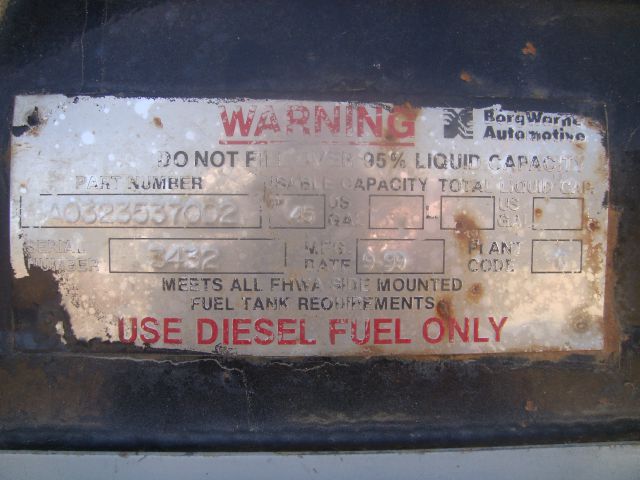 WARNING
BorgWarner
Automotive
DO NOT FILL OVER 95% LIQUID CAPACITY
PART NUMBER USABLE CAPACITY TOTAL LIQUID CAP.
45 US GAL L US GAL
SERIAL NUMBER 3432 MFG. DATE 9-99 PLANT CODE
MEETS ALL FHWA SIDE MOUNTED
FUEL TANK REQUIREMENTS
USE DIESEL FUEL ONLY